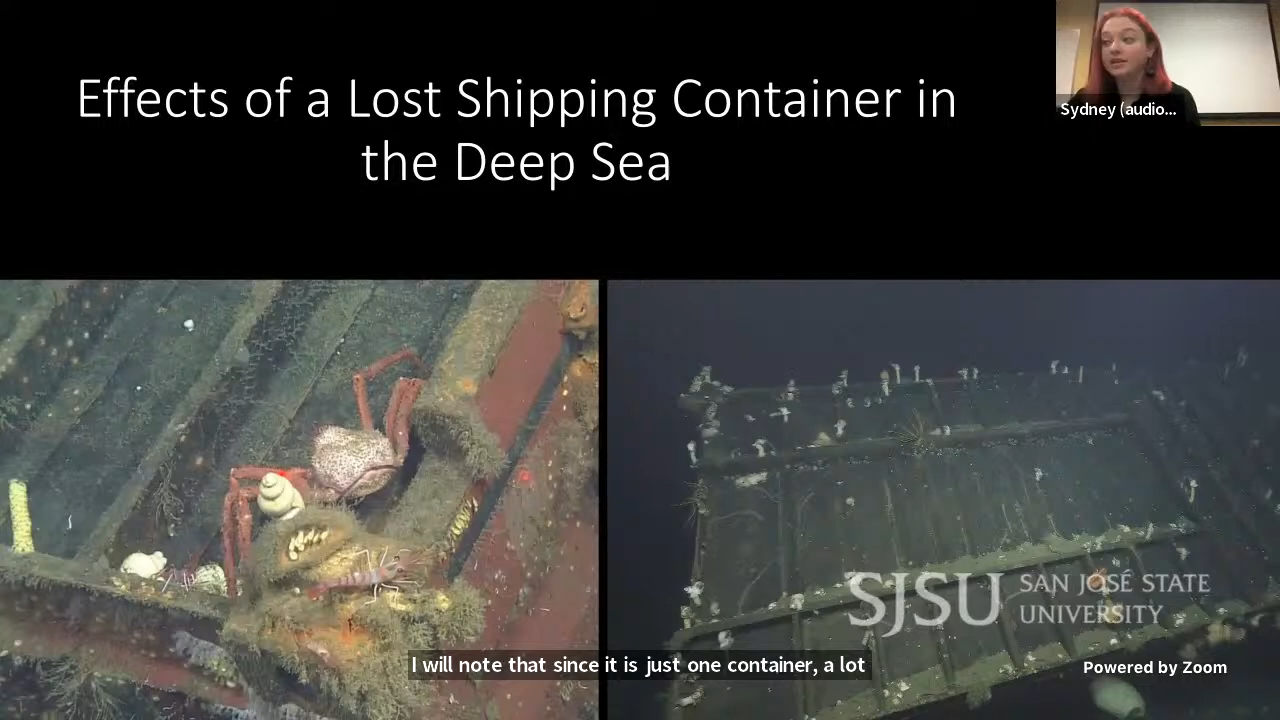 Effects of a Lost Shipping Container in
the Deep Sea
Sydney (audio...
SJSU SAN JOSÉ STATE
UNIVERSITY
I will note that since it is just one container, a lot
Powered by Zoom